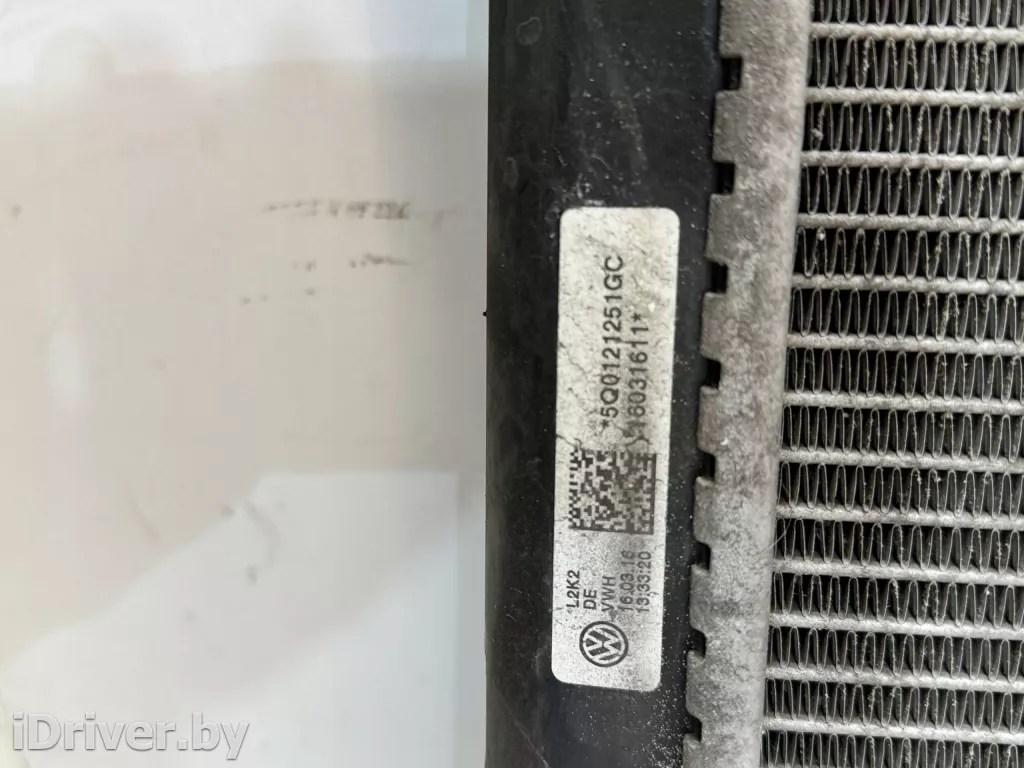 *5Q0121251GC
*16031611*
L2K2
DE
VWH
16.03.16
13:33:20
iDriver.by